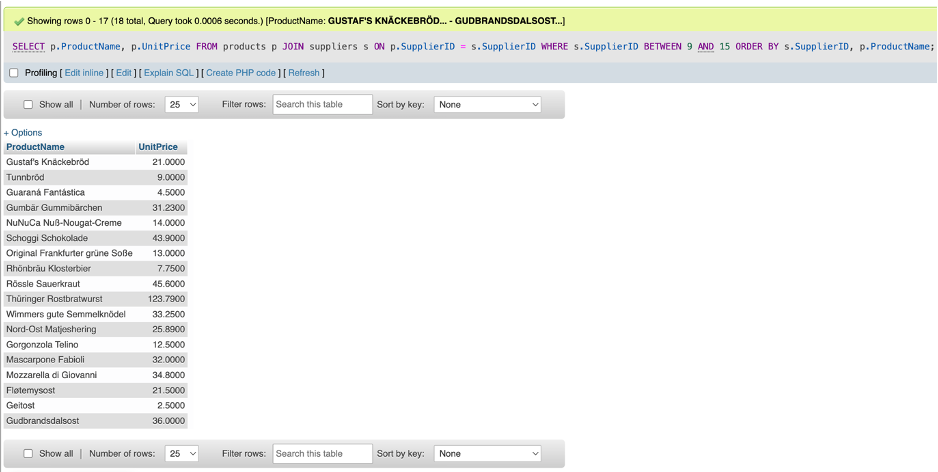 Showing rows 0 - 17 (18 total, Query took 0.0006 seconds.) [ProductName: GUSTAF'S KNÄCKEBRÖD... - GUDBRANDSDALSOST...]
SELECT p.ProductName, p.UnitPrice FROM products p JOIN suppliers s ON p.SupplierID = s.SupplierID WHERE s.SupplierID BETWEEN 9 AND 15 ORDER BY s.SupplierID, p.ProductName;
Profiling [ Edit inline ] [ Edit ] [ Explain SQL ] [ Create PHP code ] [ Refresh ]
Show all | Number of rows: 25 Filter rows: Search this table Sort by key: None
+ Options
ProductName UnitPrice
Gustaf's Knäckebröd 21.0000
Tunnbröd 9.0000
Guaraná Fantástica 4.5000
Gumbär Gummibärchen 31.2300
NuNuCa Nuß-Nougat-Creme 14.0000
Schoggi Schokolade 43.9000
Original Frankfurter grüne Soße 13.0000
Rhönbräu Klosterbier 7.7500
Rössle Sauerkraut 45.6000
Thüringer Rostbratwurst 123.7900
Wimmers gute Semmelknödel 33.2500
Nord-Ost Matjeshering 25.8900
Gorgonzola Telino 12.5000
Mascarpone Fabioli 32.0000
Mozzarella di Giovanni 34.8000
Fløtemysost 21.5000
Geitost 2.5000
Gudbrandsdalsost 36.0000
Show all | Number of rows: 25 Filter rows: Search this table Sort by key: None